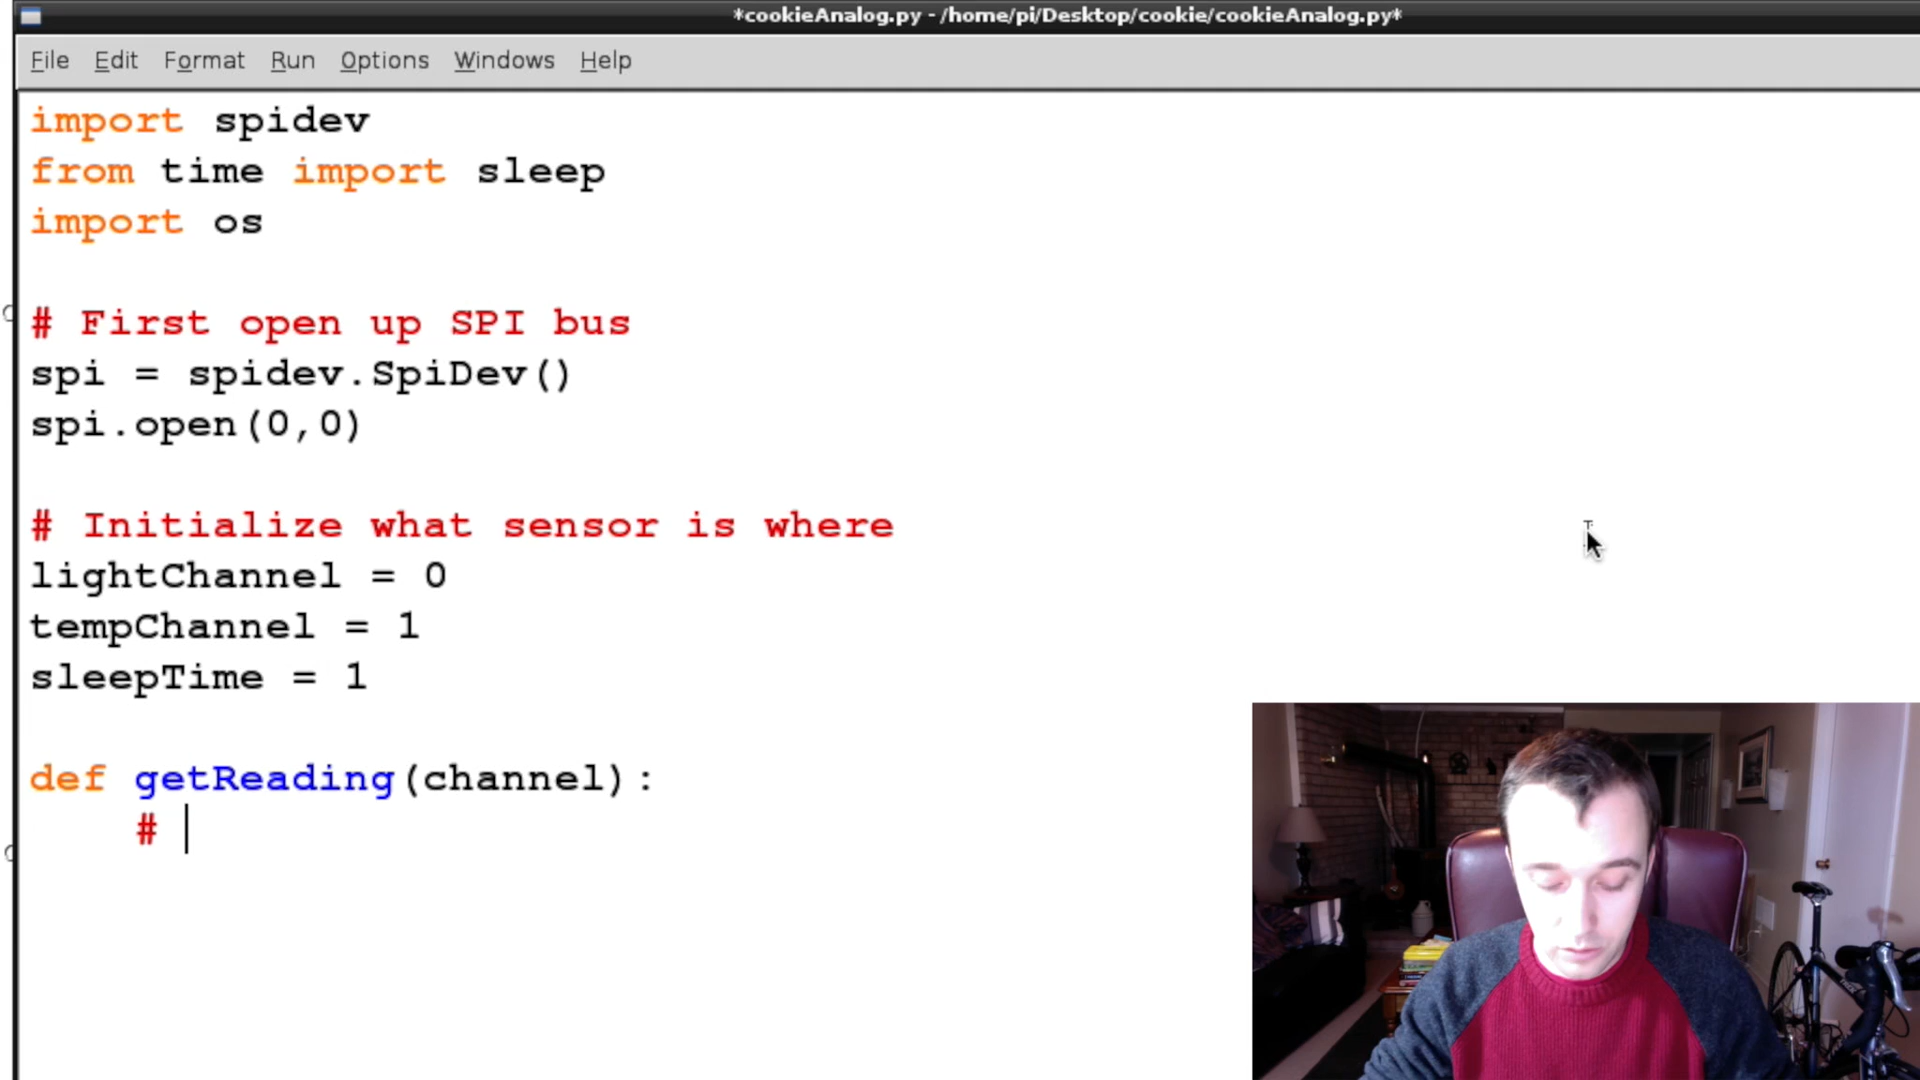 *cookieAnalog.py - /home/pi/Desktop/cookie/cookieAnalog.py*
File Edit Format Run Options Windows Help
import spidev
from time import sleep
import os
# First open up SPI bus
spi = spidev.SpiDev()
spi.open(0,0)
# Initialize what sensor is where
lightChannel = 0
tempChannel = 1
sleepTime = 1
def getReading(channel):
#